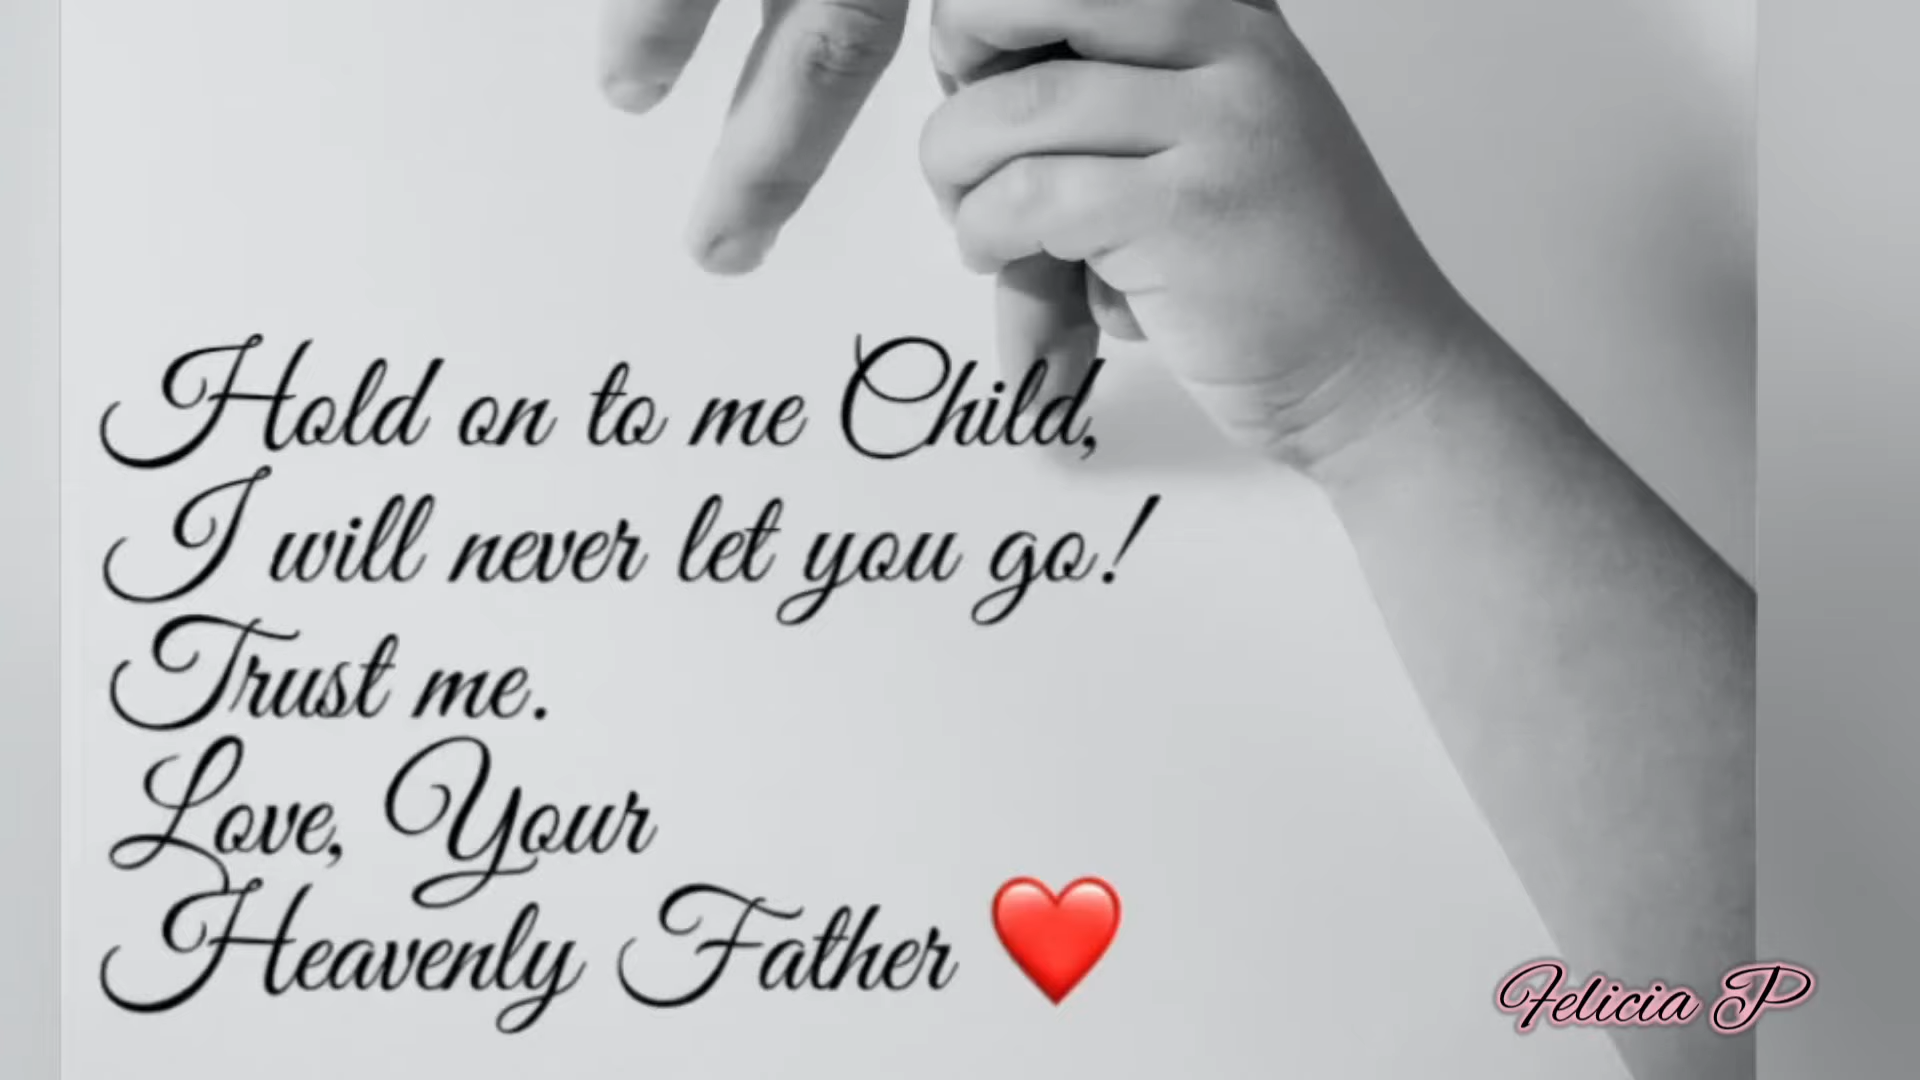 Hold on to me Child,
I will never let you go!
Trust me.
Love, Your
Heavenly Father ❤️
Felicia P